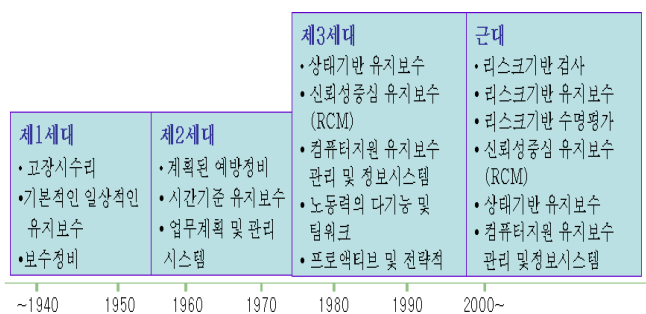 제1세대
• 고장시수리
•기본적인 일상적인
유지보수
•보수정비
제2세대
• 계획된 예방정비
• 시간기준 유지보수
• 업무계획 및 관리
시스템
제3세대
• 상태기반 유지보수
• 신뢰성중심 유지보수
(RCM)
• 컴퓨터지원 유지보수
관리 및 정보시스템
• 노동력의 다기능 및
팀워크
• 프로액티브 및 전략적
근대
• 리스크기반 검사
• 리스크기반 유지보수
• 리스크기반 수명평가
• 신뢰성중심 유지보수
(RCM)
• 상태기반 유지보수
• 컴퓨터지원 유지보수
관리 및정보시스템
~1940 1950 1960 1970 1980 1990 2000~